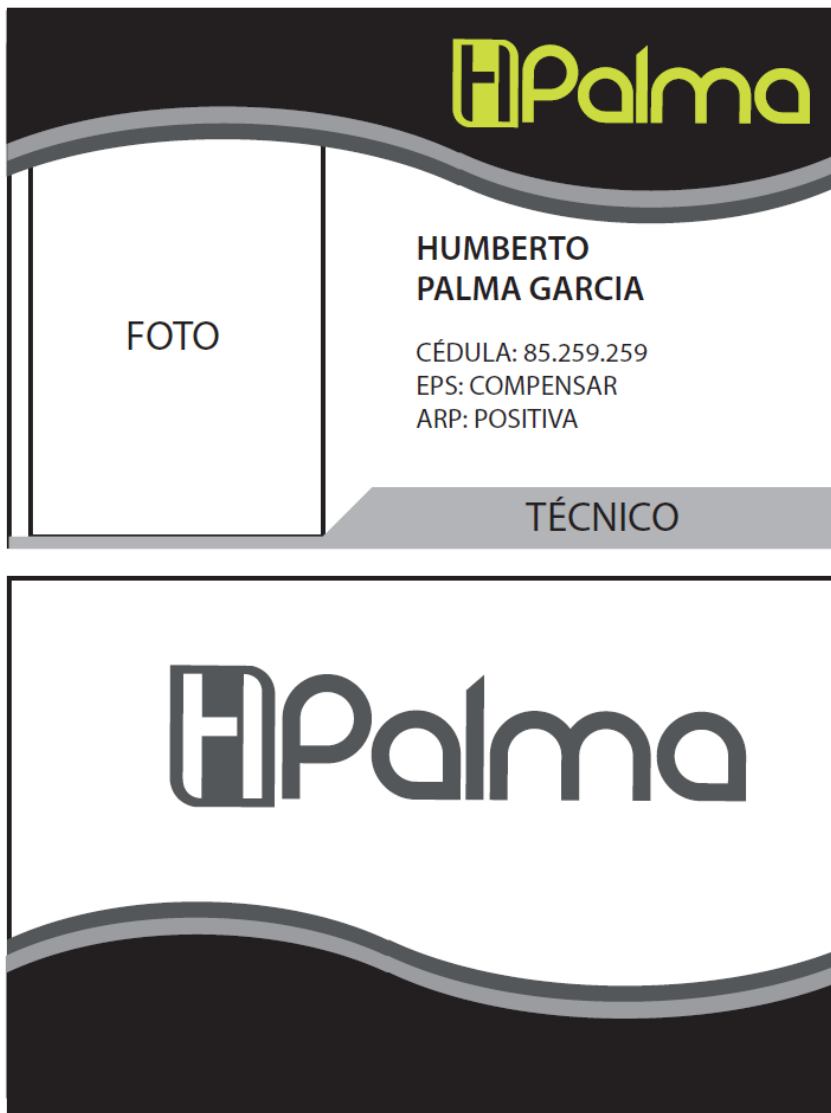 HPalma
HUMBERTO
PALMA GARCIA
FOTO
CÉDULA: 85.259.259
EPS: COMPENSAR
ARP: POSITIVA
TÉCNICO
HPalma